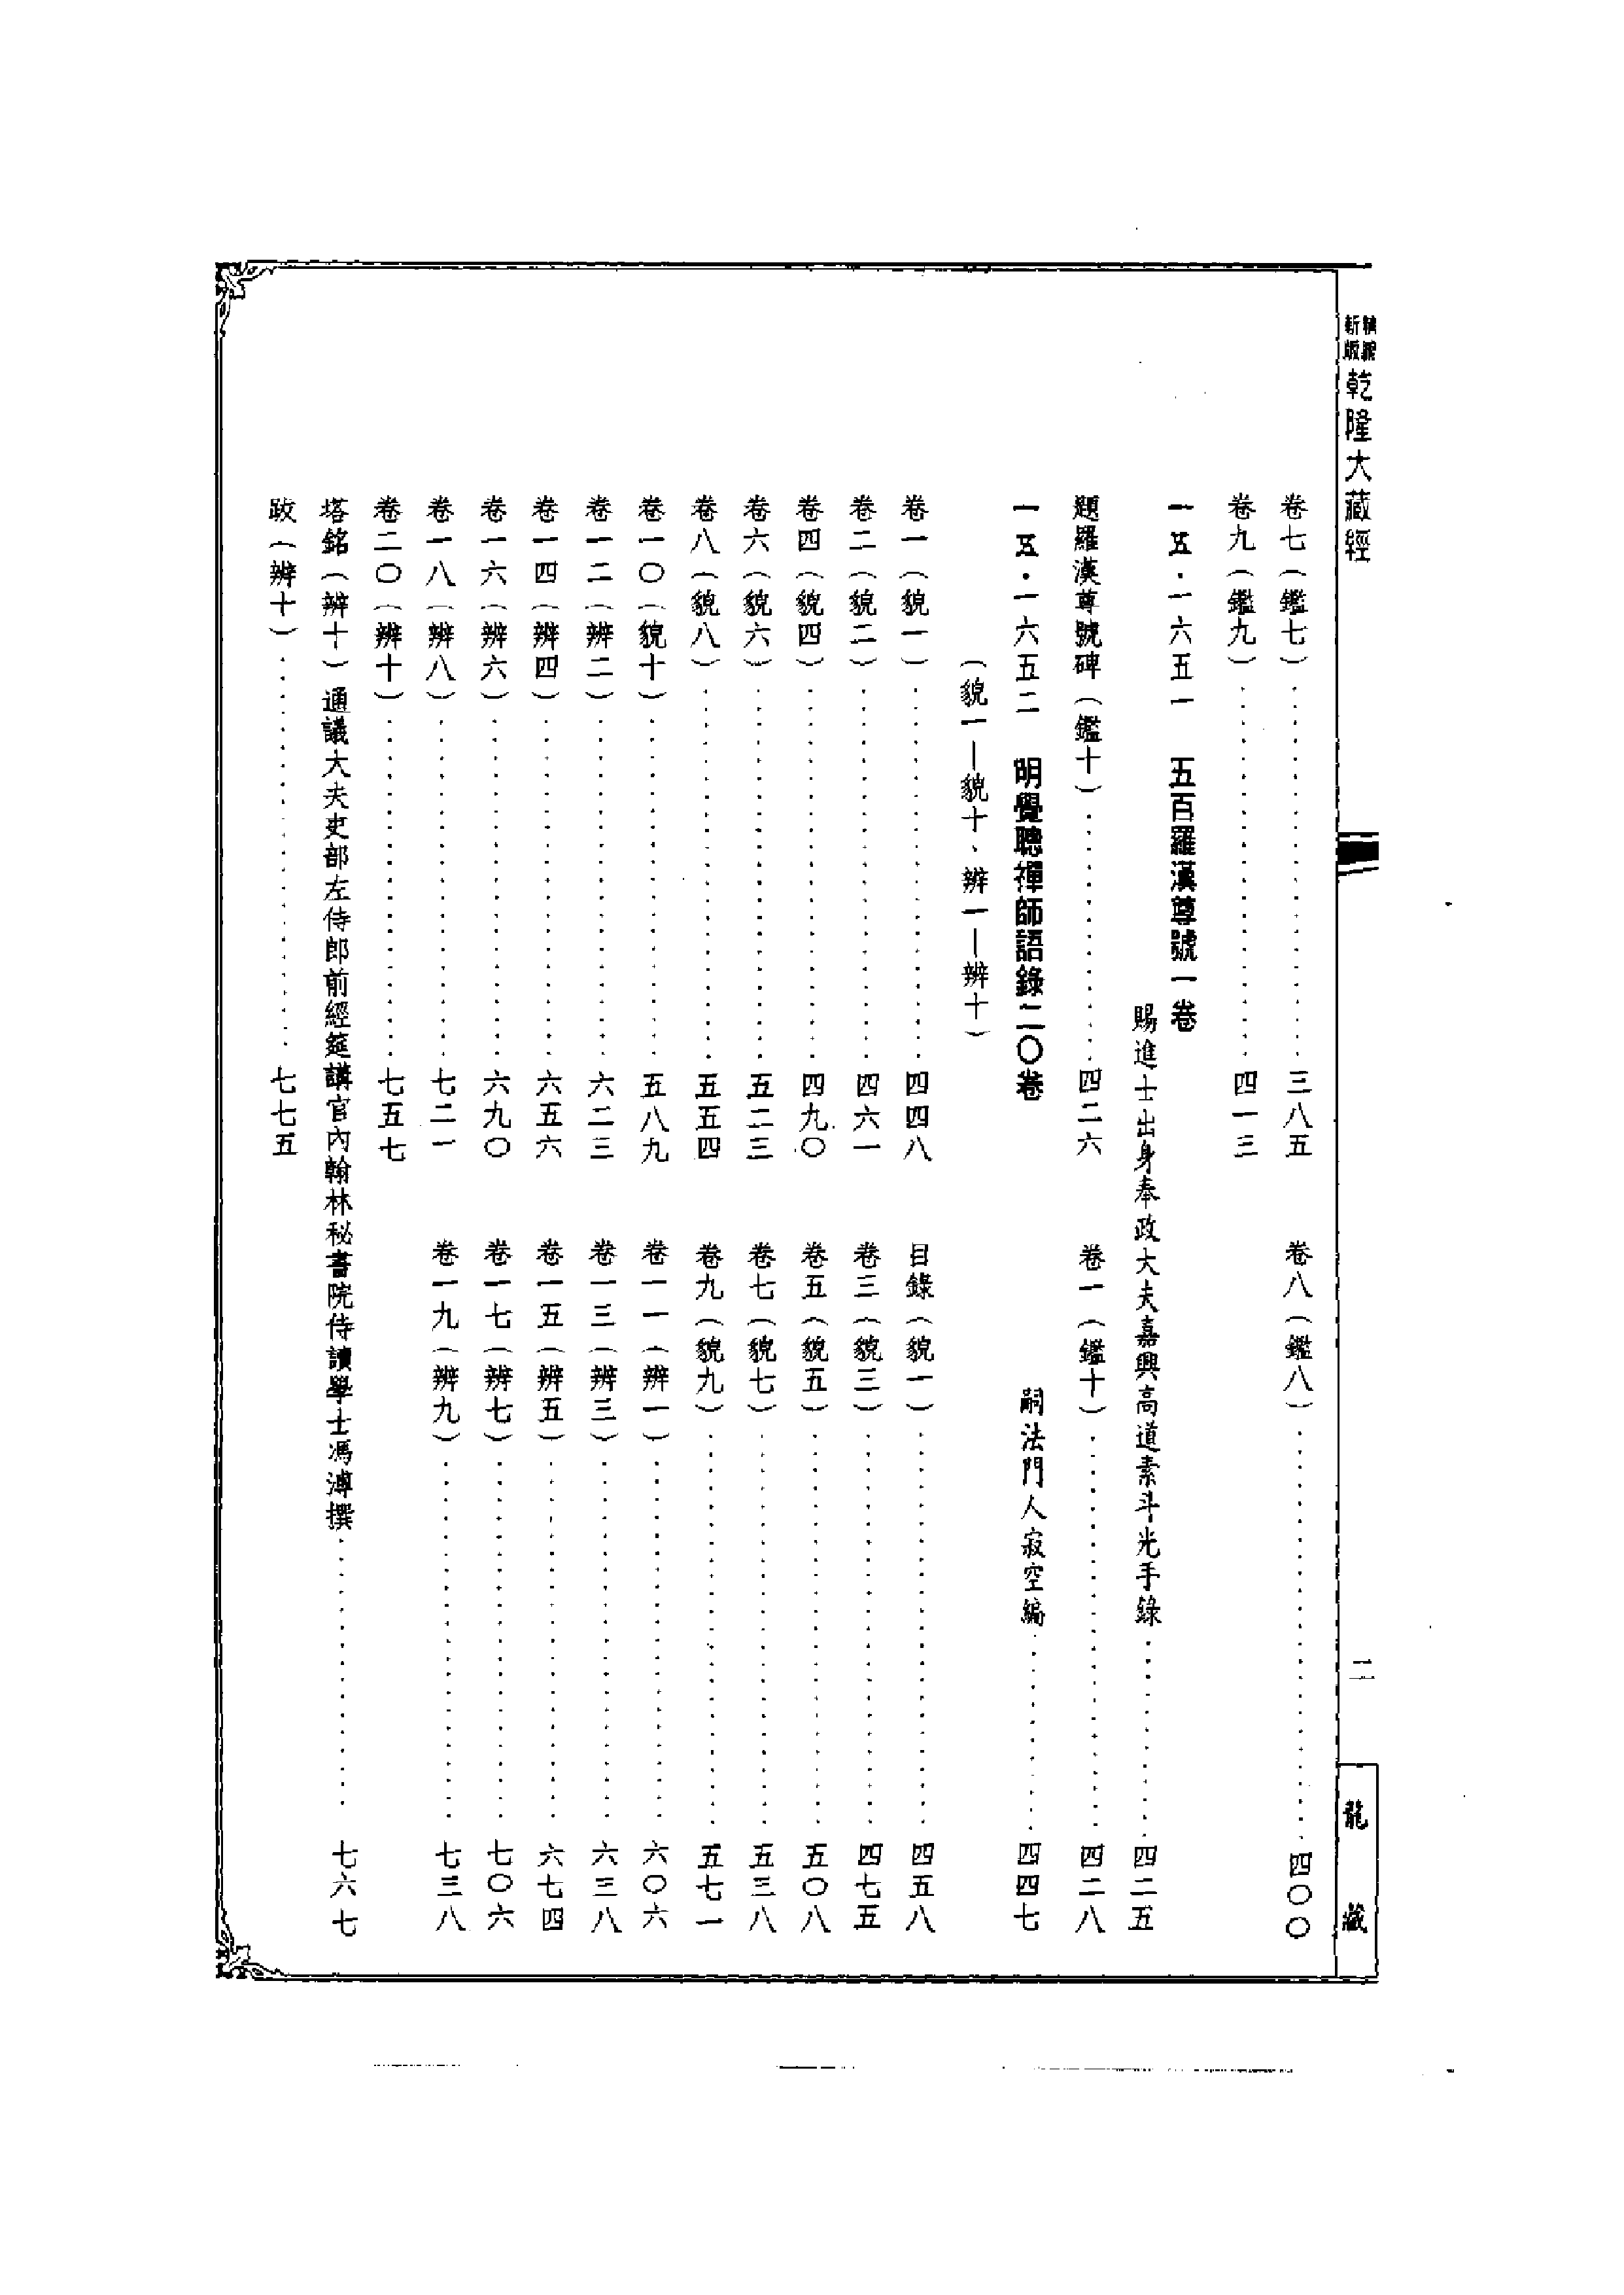 新版
精縮
乾隆大藏經
二
龍藏
卷七（鑑七）……三八五
卷八（鑑八）……四〇〇
卷九（鑑九）……四一三
一五·一六五一 五百羅漢尊號一卷
賜進士出身奉政大夫嘉興高道素斗光手錄……四二五
題羅漢尊號碑（鑑十）……四二六
卷一（鑑十）……四二八
一五·一六五二 明覺聰禪師語錄二〇卷
嗣法門人寂空編……四四七
（貌一—貌十、辨一—辨十）
卷一（貌一）……四四八
目錄（貌一）……四五八
卷二（貌二）……四六一
卷三（貌三）……四七五
卷四（貌四）……四九〇
卷五（貌五）……五〇八
卷六（貌六）……五二三
卷七（貌七）……五三八
卷八（貌八）……五五四
卷九（貌九）……五七一
卷一〇（貌十）……五八九
卷一一（辨一）……六〇六
卷一二（辨二）……六二三
卷一三（辨三）……六三八
卷一四（辨四）……六五六
卷一五（辨五）……六七四
卷一六（辨六）……六九〇
卷一七（辨七）……七〇六
卷一八（辨八）……七二一
卷一九（辨九）……七三八
卷二〇（辨十）……七五七
塔銘（辨十）通議大夫吏部左侍郎前經筵講官內翰林秘書院侍讀學士馮溥撰……七六七
跋（辨十）……七七五